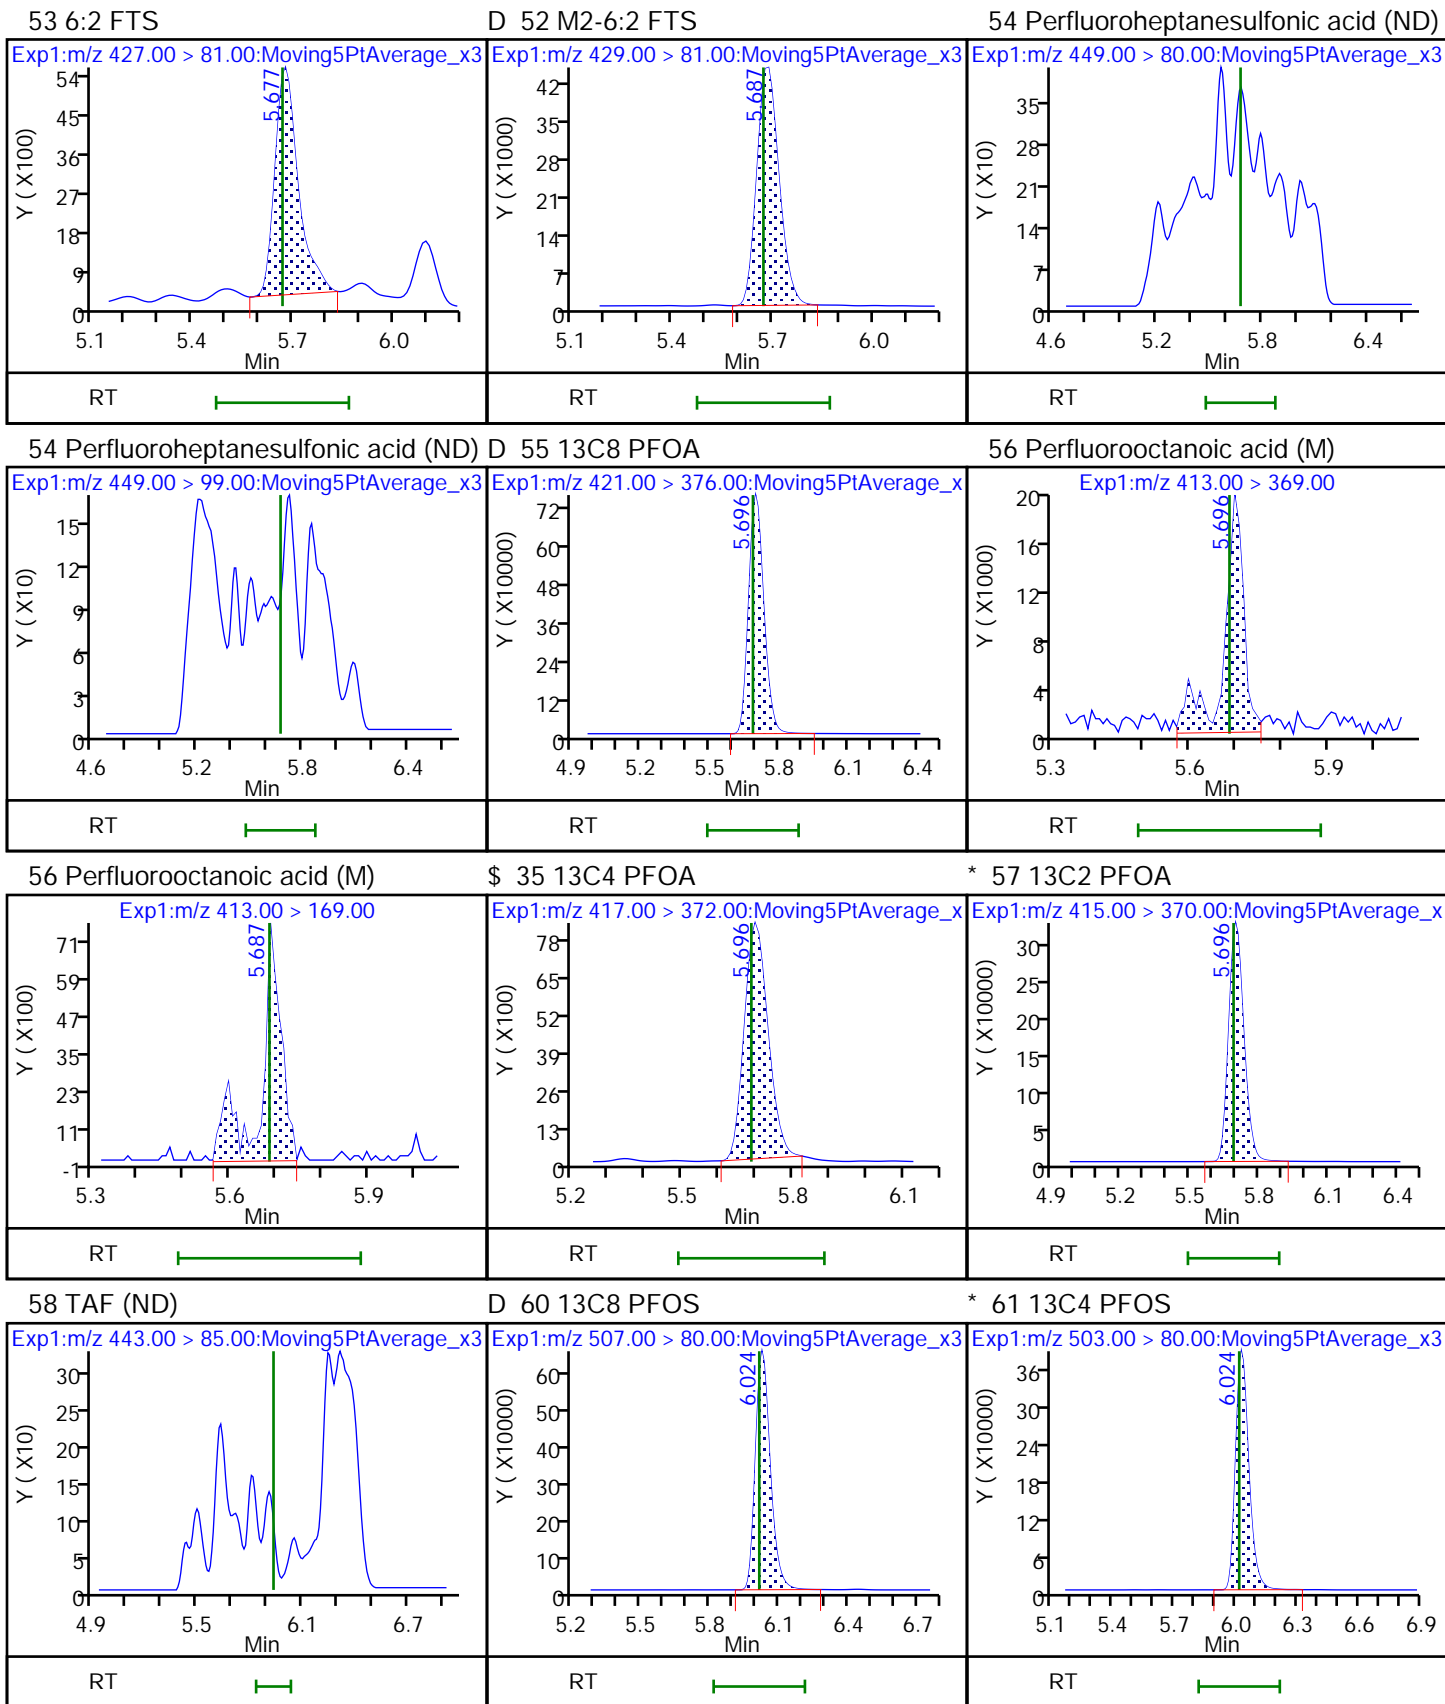 53 6:2 FTS
Exp1:m/z 427.00 > 81.00:Moving5PtAverage_x3
5.677
Y ( X100)
54
45
36
27
18
9
0
5.1 5.4 5.7 6.0
Min
RT
D 52 M2-6:2 FTS
Exp1:m/z 429.00 > 81.00:Moving5PtAverage_x3
5.687
Y ( X1000)
42
35
28
21
14
7
0
5.1 5.4 5.7 6.0
Min
RT
54 Perfluoroheptanesulfonic acid (ND)
Exp1:m/z 449.00 > 80.00:Moving5PtAverage_x3
Y ( X10)
35
28
21
14
7
0
4.6 5.2 5.8 6.4
Min
RT
54 Perfluoroheptanesulfonic acid (ND)
Exp1:m/z 449.00 > 99.00:Moving5PtAverage_x3
Y ( X10)
15
12
9
6
3
0
4.6 5.2 5.8 6.4
Min
RT
D 55 13C8 PFOA
Exp1:m/z 421.00 > 376.00:Moving5PtAverage_x
5.696
Y ( X10000)
72
60
48
36
24
12
0
4.9 5.2 5.5 5.8 6.1 6.4
Min
RT
56 Perfluorooctanoic acid (M)
Exp1:m/z 413.00 > 369.00
5.696
Y ( X1000)
20
16
12
8
4
0
5.3 5.6 5.9
Min
RT
56 Perfluorooctanoic acid (M)
Exp1:m/z 413.00 > 169.00
5.687
Y ( X100)
71
59
47
35
23
11
-1
5.3 5.6 5.9
Min
RT
$ 35 13C4 PFOA
Exp1:m/z 417.00 > 372.00:Moving5PtAverage_x
5.696
Y ( X100)
78
65
52
39
26
13
0
5.2 5.5 5.8 6.1
Min
RT
* 57 13C2 PFOA
Exp1:m/z 415.00 > 370.00:Moving5PtAverage_x
5.696
Y ( X10000)
30
25
20
15
10
5
0
4.9 5.2 5.5 5.8 6.1 6.4
Min
RT
58 TAF (ND)
Exp1:m/z 443.00 > 85.00:Moving5PtAverage_x3
Y ( X10)
30
25
20
15
10
5
0
4.9 5.5 6.1 6.7
Min
RT
D 60 13C8 PFOS
Exp1:m/z 507.00 > 80.00:Moving5PtAverage_x3
6.024
Y ( X10000)
60
50
40
30
20
10
0
5.2 5.5 5.8 6.1 6.4 6.7
Min
RT
* 61 13C4 PFOS
Exp1:m/z 503.00 > 80.00:Moving5PtAverage_x3
6.024
Y ( X10000)
36
30
24
18
12
6
0
5.1 5.4 5.7 6.0 6.3 6.6 6.9
Min
RT